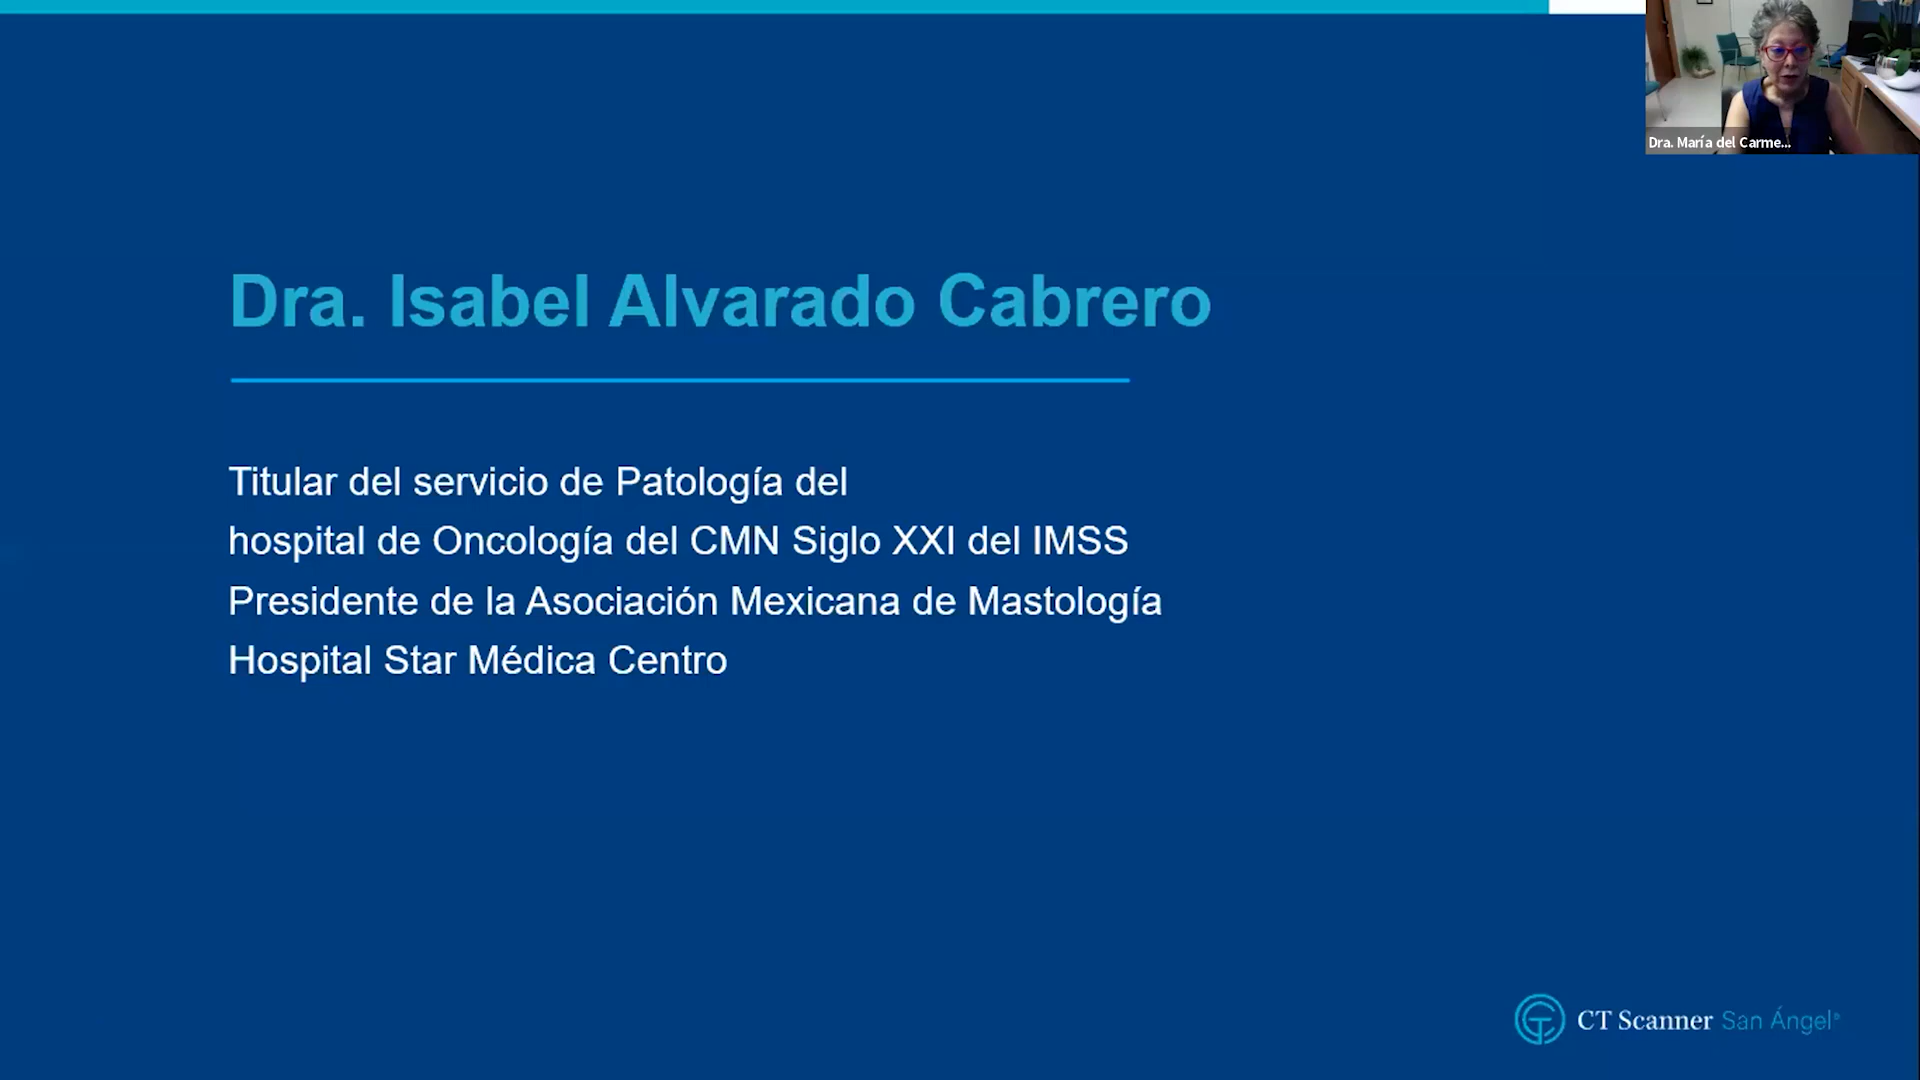 Dra. María del Carme...
Dra. Isabel Alvarado Cabrero
Titular del servicio de Patología del
hospital de Oncología del CMN Siglo XXI del IMSS
Presidente de la Asociación Mexicana de Mastología
Hospital Star Médica Centro
CT Scanner San Ángel®